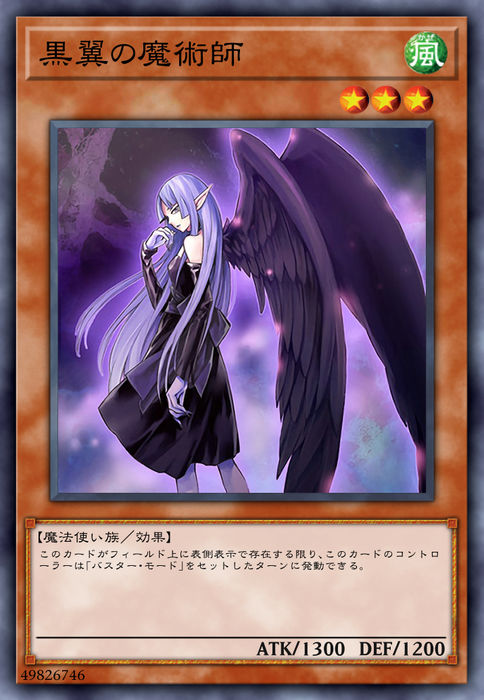 黒翼の魔術師
風
【魔法使い族／効果】
このカードがフィールド上に表側表示で存在する限り、このカードのコントロ
ーラーは「バスター・モード」をセットしたターンに発動できる。
ATK/1300 DEF/1200
49826746